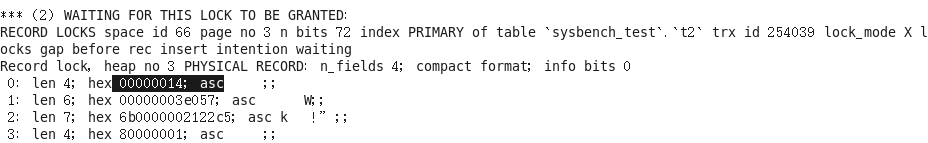 *** (2) WAITING FOR THIS LOCK TO BE GRANTED:
RECORD LOCKS space id 66 page no 3 n bits 72 index PRIMARY of table `sysbench_test`.`t2` trx id 254039 lock_mode X l
ocks gap before rec insert intention waiting
Record lock, heap no 3 PHYSICAL RECORD: n_fields 4; compact format; info bits 0
0: len 4; hex 00000014; asc     ;;
1: len 6; hex 00000003e057; asc      W;;
2: len 7; hex 6b0000002122c5; asc k   !" ;;
3: len 4; hex 80000001; asc     ;;